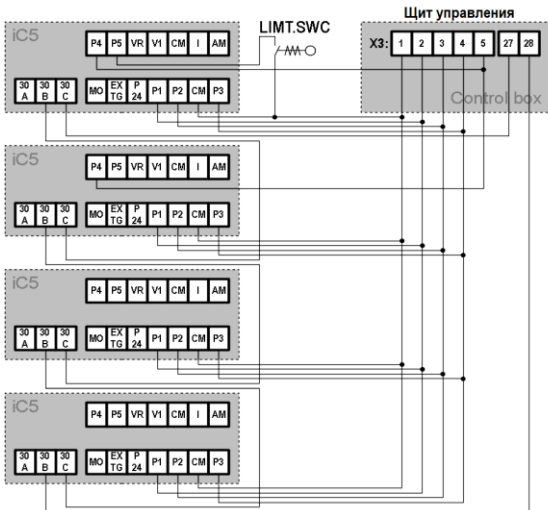 Щит управления
LIMT.SWC
iC5
P4 P5 VR V1 CM I AM
X3: 1 2 3 4 5 27 28
30 A 30 B 30 C MO EX TG P 24 P1 P2 CM P3
Control box
iC5
P4 P5 VR V1 CM I AM
30 A 30 B 30 C MO EX TG P 24 P1 P2 CM P3
iC5
P4 P5 VR V1 CM I AM
30 A 30 B 30 C MO EX TG P 24 P1 P2 CM P3
iC5
P4 P5 VR V1 CM I AM
30 A 30 B 30 C MO EX TG P 24 P1 P2 CM P3